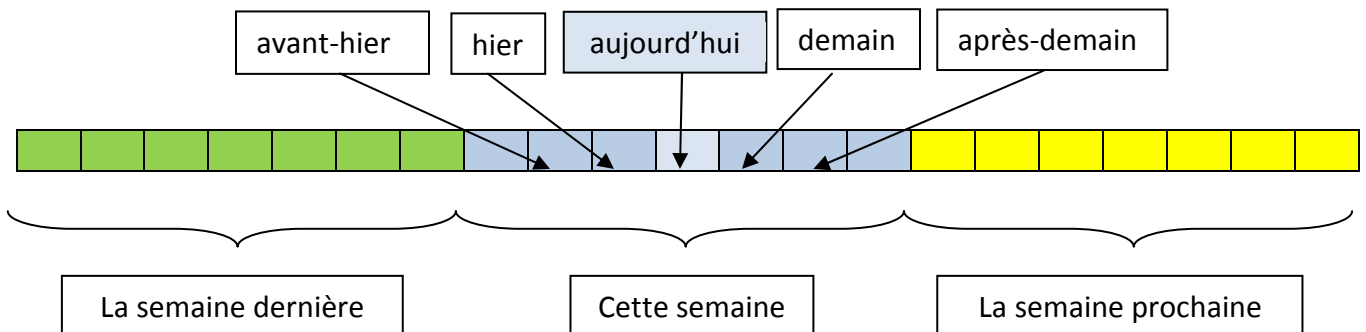 avant-hier hier aujourd’hui demain après-demain
La semaine dernière Cette semaine La semaine prochaine